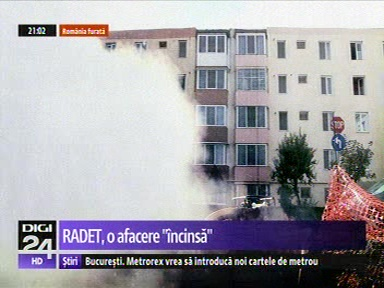 21:02 România furată
STOP
DIGI
24
HD
RADET, o afacere "încinsă"
Știri București. Metrorex vrea să introducă noi cartele de metrou